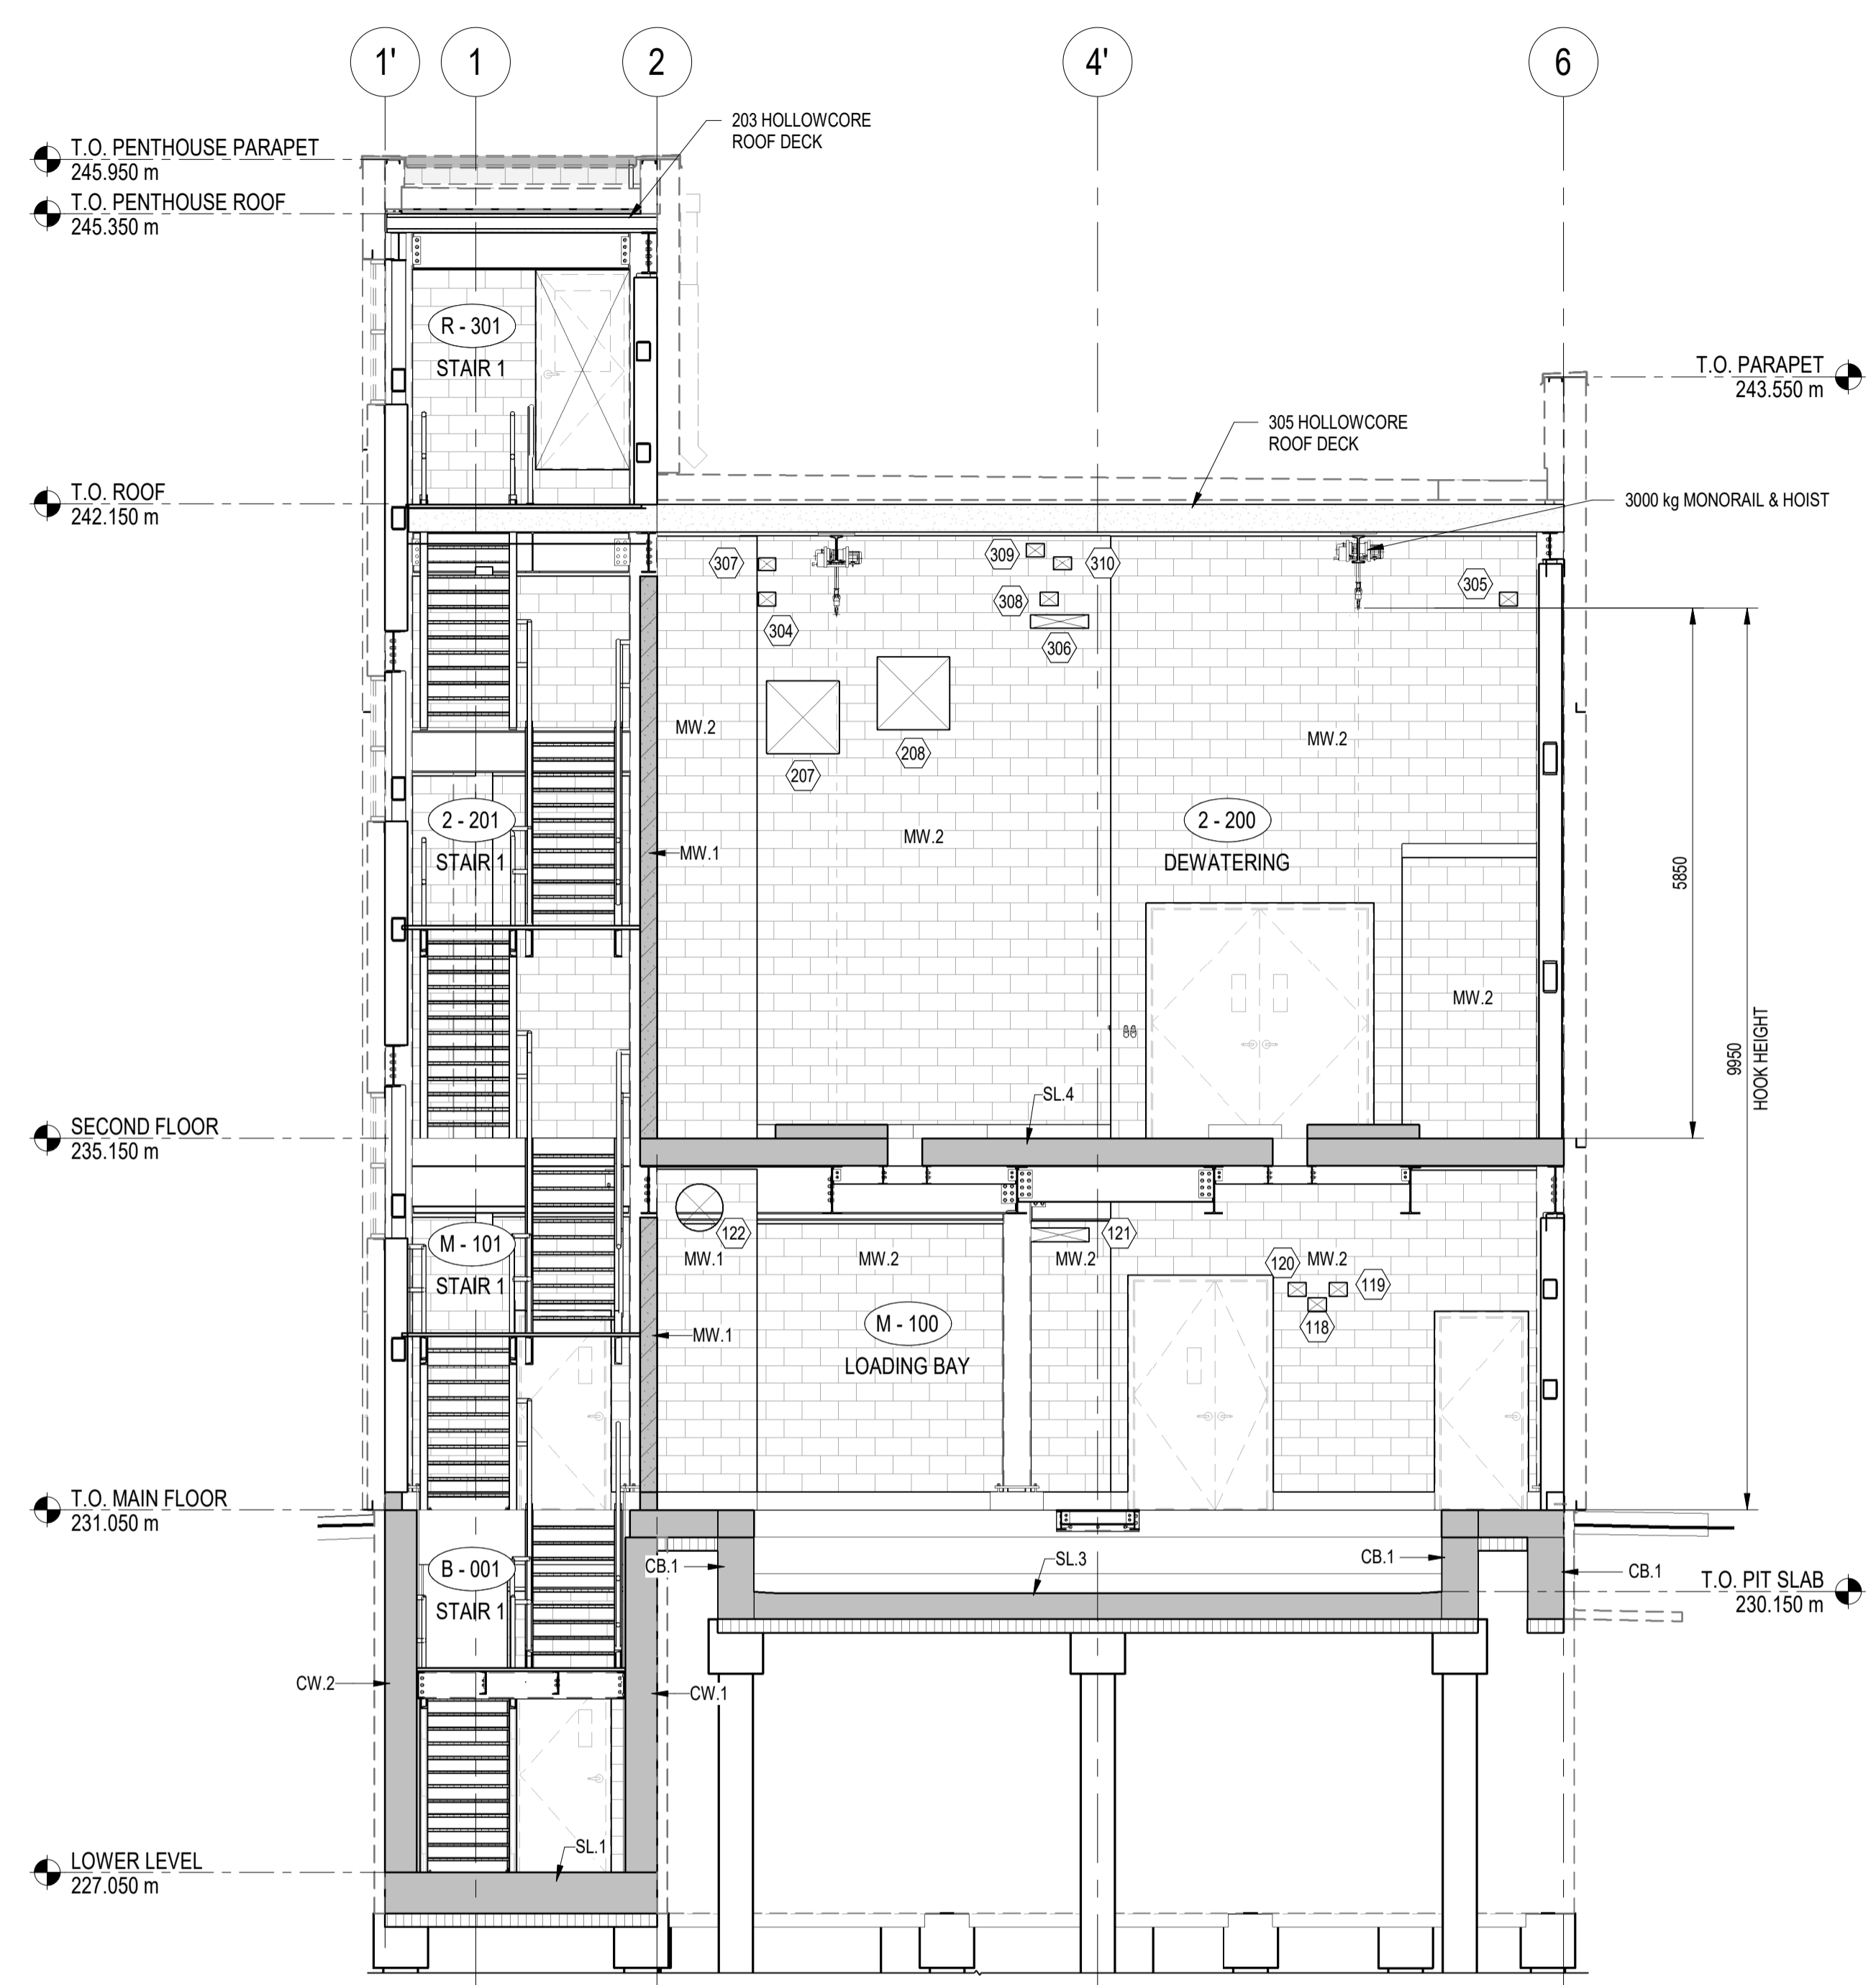 1'
1
2
4'
6
203 HOLLOWCORE
ROOF DECK
T.O. PENTHOUSE PARAPET
245.950 m
T.O. PENTHOUSE ROOF
245.350 m
R - 301
STAIR 1
T.O. PARAPET
243.550 m
305 HOLLOWCORE
ROOF DECK
T.O. ROOF
242.150 m
3000 kg MONORAIL & HOIST
307
309
310
304
308
306
305
MW.2
207
208
MW.2
MW.2
2 - 201
STAIR 1
MW.1
MW.2
2 - 200
DEWATERING
5850
9950
HOOK HEIGHT
SL.4
SECOND FLOOR
235.150 m
122
121
M - 101
STAIR 1
MW.1
MW.2
MW.2
MW.2
120
119
118
MW.1
M - 100
LOADING BAY
T.O. MAIN FLOOR
231.050 m
B - 001
STAIR 1
CB.1
SL.3
CB.1
CB.1
T.O. PIT SLAB
230.150 m
CW.2
CW.1
SL.1
LOWER LEVEL
227.050 m